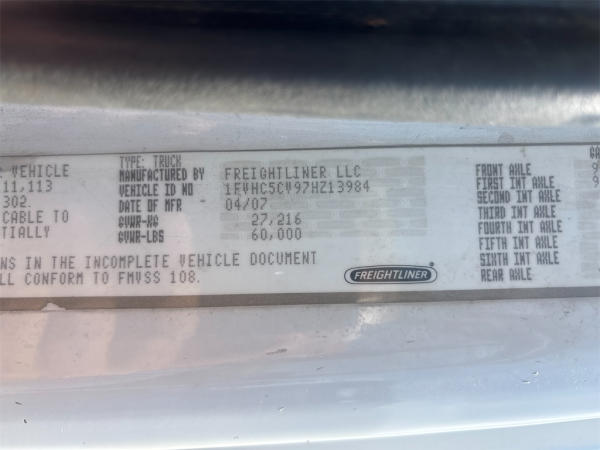 VEHICLE
11,113
302.
CABLE TO
TIALLY
NS IN THE INCOMPLETE VEHICLE DOCUMENT
LL CONFORM TO FMVSS 108.
TYPE: TRUCK
MANUFACTURED BY FREIGHTLINER LLC
VEHICLE ID NO 1FVHC5CV97HZ13984
DATE OF MFR - 04/07
GVWR-KG 27,216
GVWR-LBS 60,000
FREIGHTLINER
GA
FRONT AXLE 9
FIRST INT AXLE 9
SECOND INT AXLE
THIRD INT AXLE
FOURTH INT AXLE
FIFTH INT AXLE
SIXTH INT AXLE
REAR AXLE